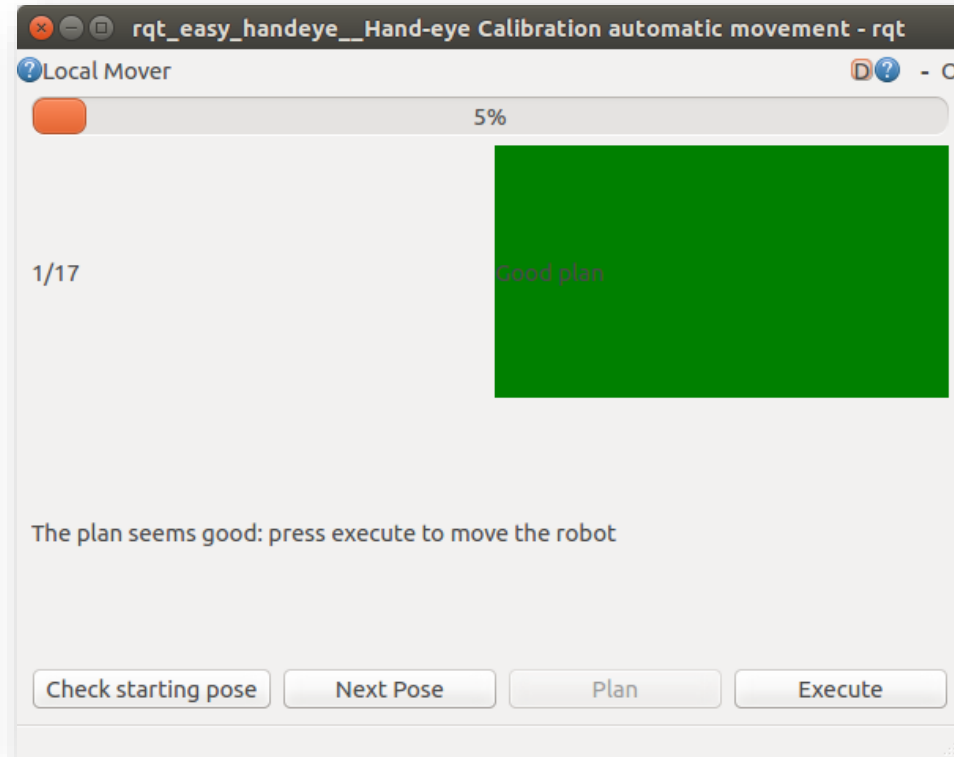 rqt_easy_handeye__Hand-eye Calibration automatic movement - rqt
?Local Mover D? - O
5%
1/17 Good plan
The plan seems good: press execute to move the robot
Check starting pose Next Pose Plan Execute